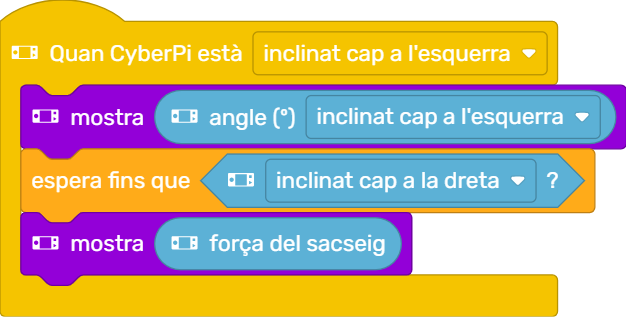 Quan CyberPi està inclinat cap a l'esquerra
mostra angle (°) inclinat cap a l'esquerra
espera fins que inclinat cap a la dreta ?
mostra força del sacseig